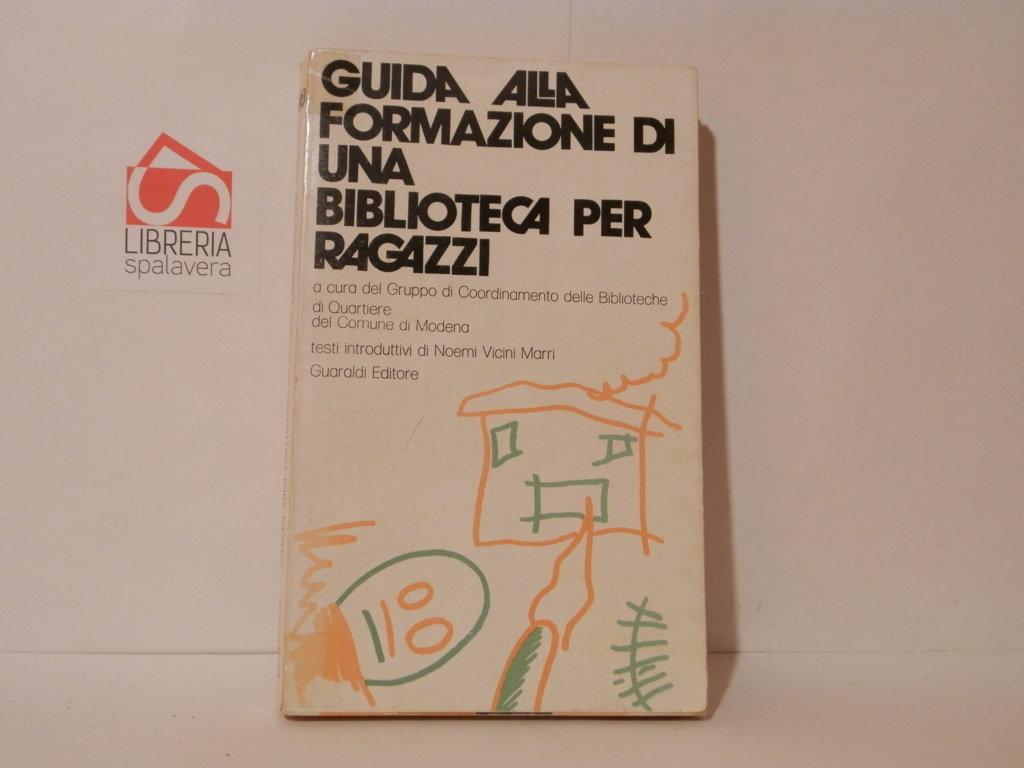 LIBRERIA
spalavera
GUIDA ALLA
FORMAZIONE DI
UNA
BIBLIOTECA PER
RAGAZZI
a cura del Gruppo di Coordinamento delle Biblioteche
di Quartiere
del Comune di Modena
testi introduttivi di Noemi Vicini Marri
Guaraldi Editore